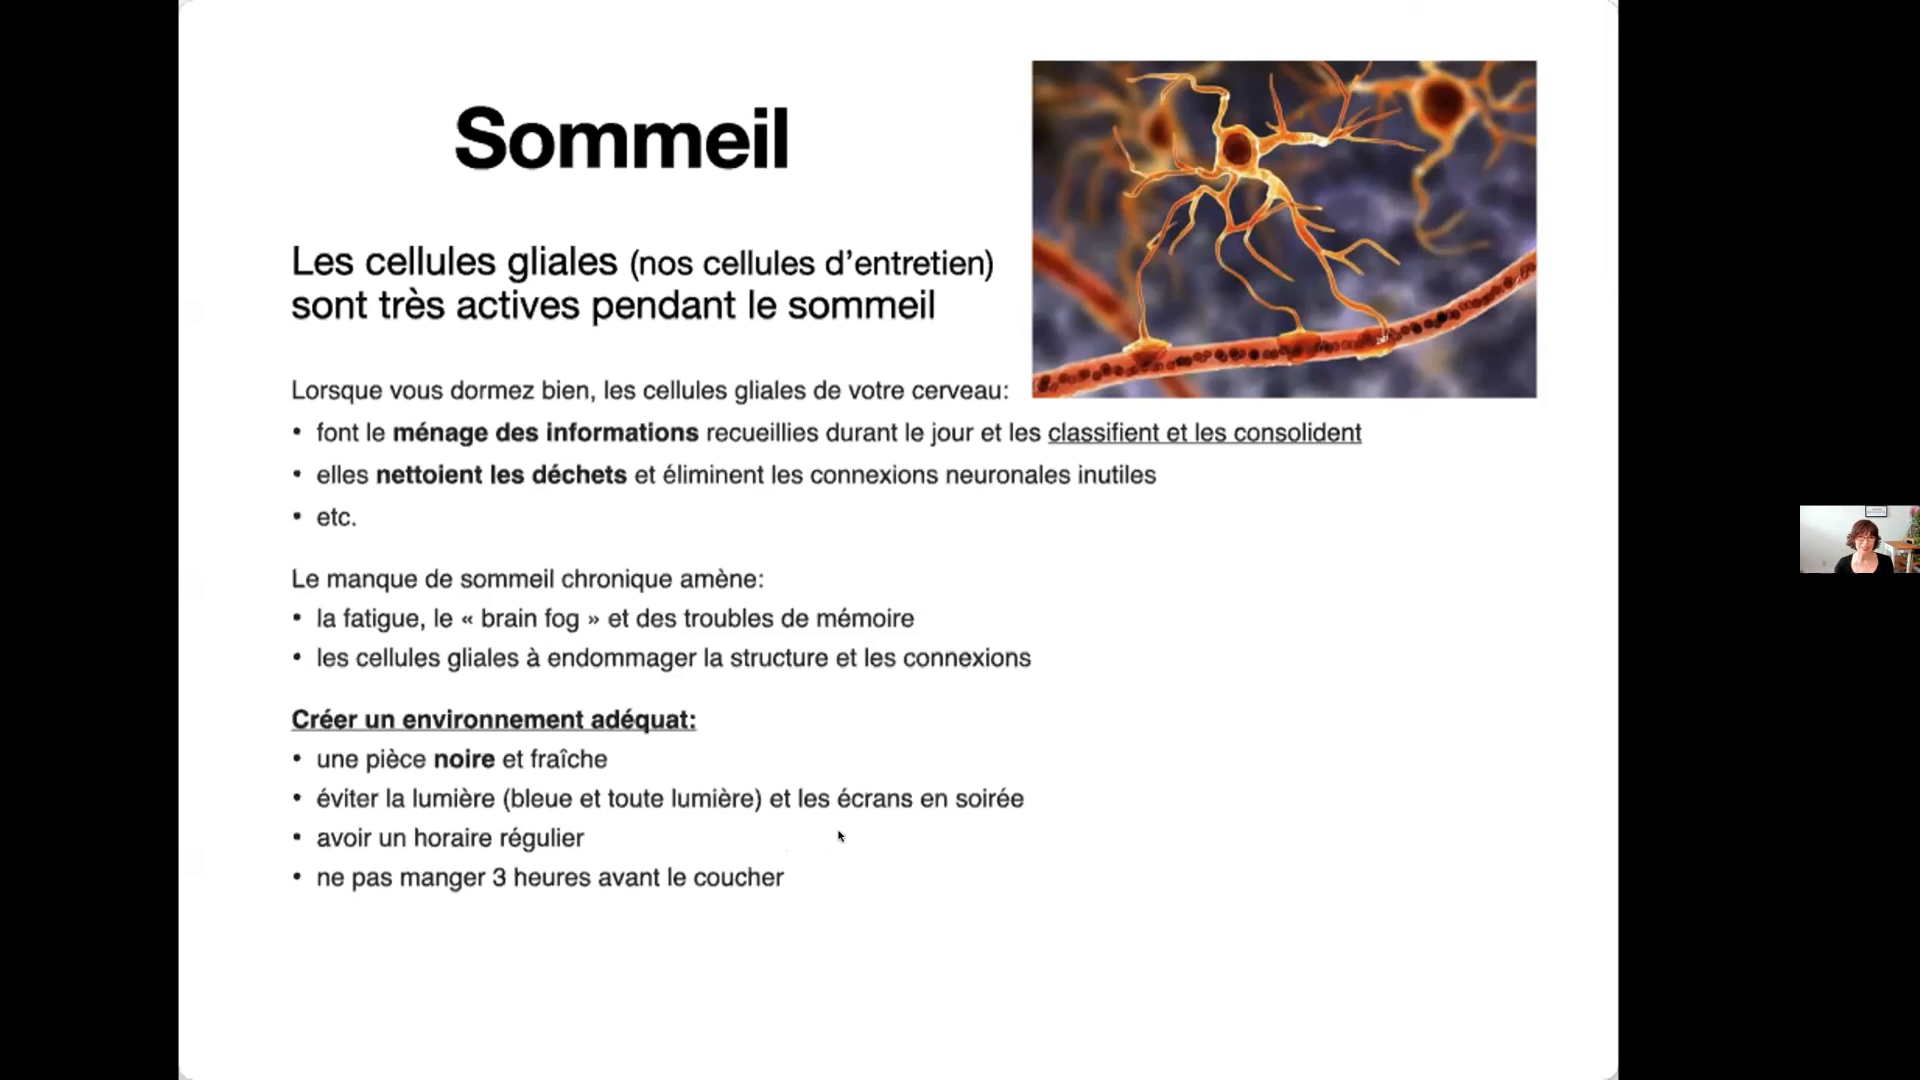 Sommeil
Les cellules gliales (nos cellules d’entretien)
sont très actives pendant le sommeil
Lorsque vous dormez bien, les cellules gliales de votre cerveau:
• font le ménage des informations recueillies durant le jour et les classifient et les consolident
• elles nettoient les déchets et éliminent les connexions neuronales inutiles
• etc.
Le manque de sommeil chronique amène:
• la fatigue, le « brain fog » et des troubles de mémoire
• les cellules gliales à endommager la structure et les connexions
Créer un environnement adéquat:
• une pièce noire et fraîche
• éviter la lumière (bleue et toute lumière) et les écrans en soirée
• avoir un horaire régulier
• ne pas manger 3 heures avant le coucher